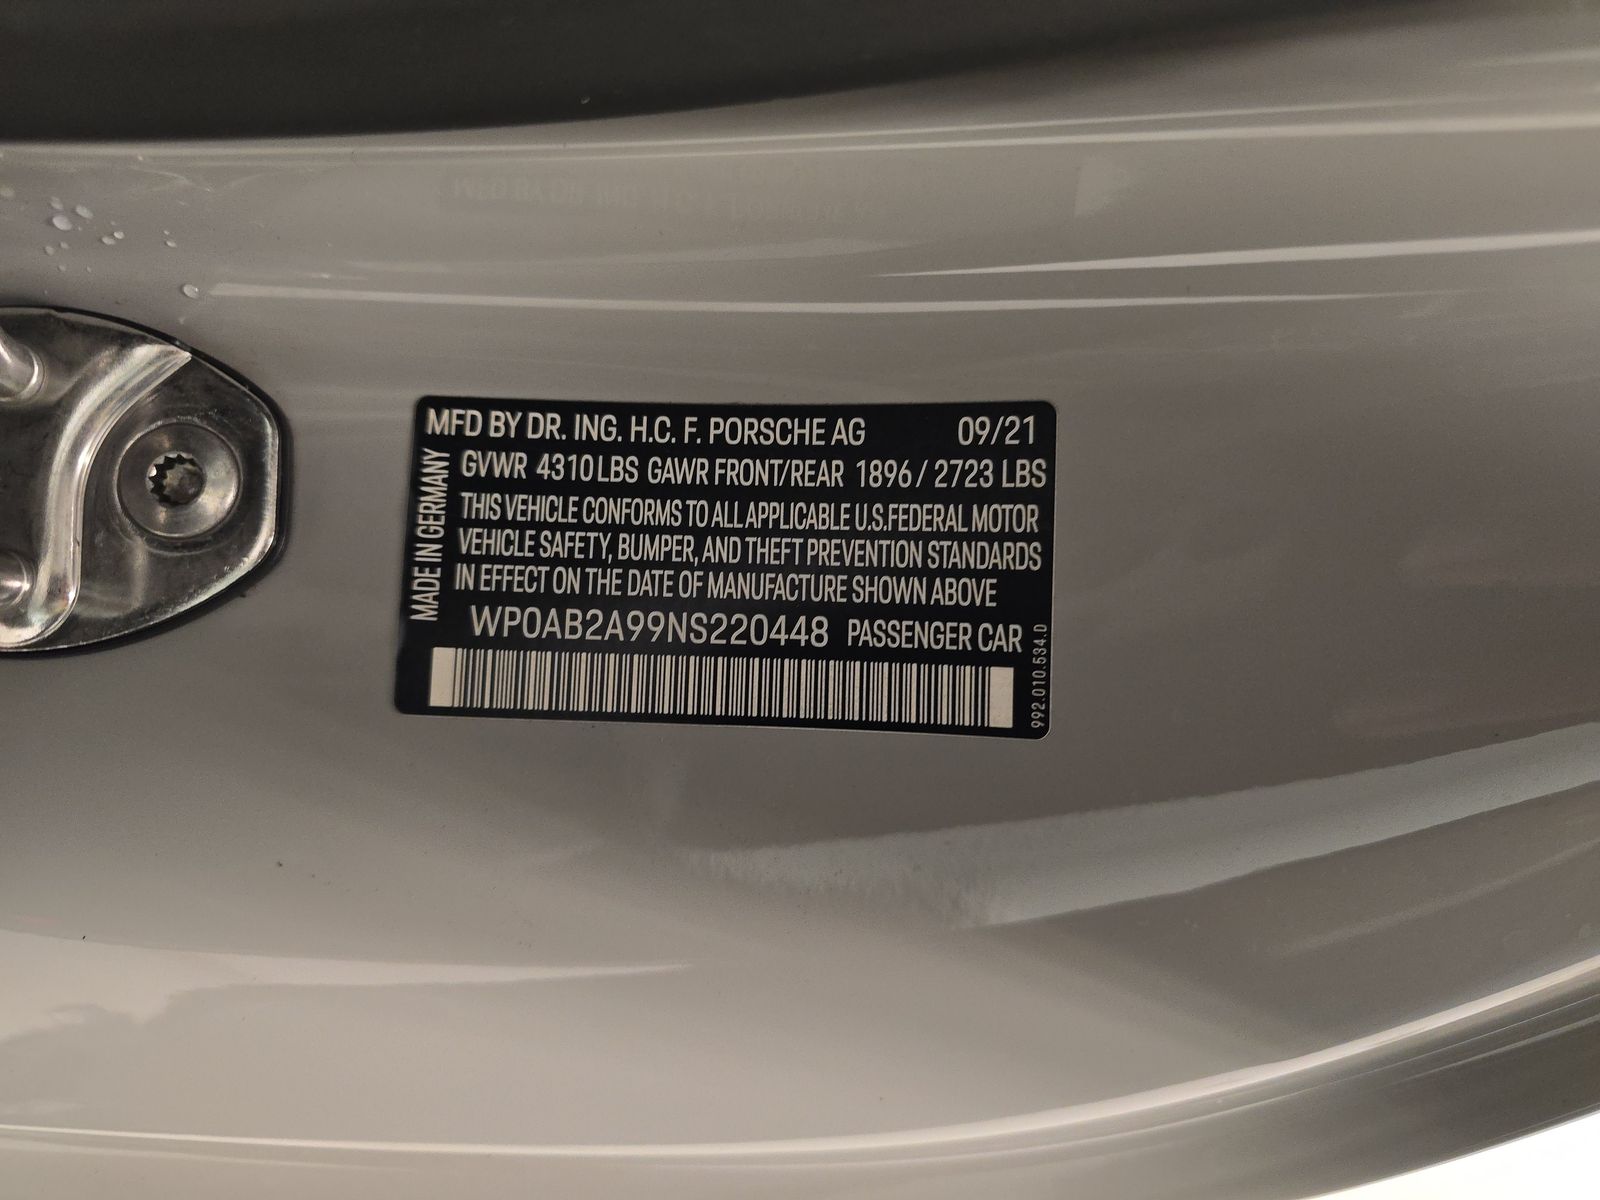 MFD BY DR. ING. H.C. F. PORSCHE AG 09/21
GVWR 4310 LBS GAWR FRONT/REAR 1896 / 2723 LBS
THIS VEHICLE CONFORMS TO ALL APPLICABLE U.S.FEDERAL MOTOR
VEHICLE SAFETY, BUMPER, AND THEFT PREVENTION STANDARDS
IN EFFECT ON THE DATE OF MANUFACTURE SHOWN ABOVE
WP0AB2A99NS220448 PASSENGER CAR
MADE IN GERMANY
992.010.534.D